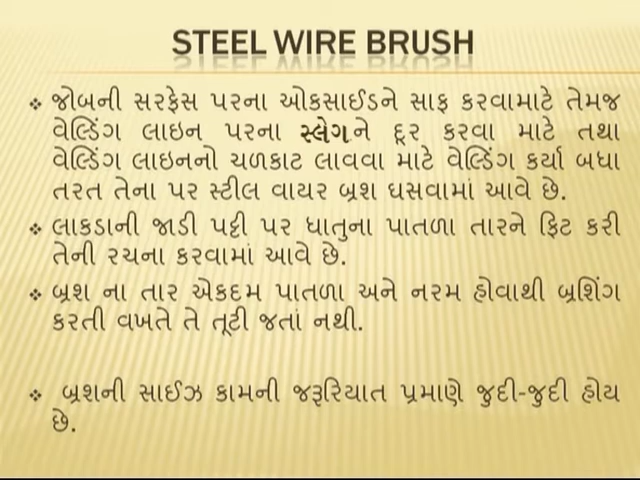 STEEL WIRE BRUSH
❖ જોબની સરફેસ પરના ઓકસાઈડને સાફ કરવામાટે તેમજ
વેલ્ડિંગ લાઇન પરના સ્લેગને દૂર કરવા માટે તથા
વેલ્ડિંગ લાઇનનો ચળકાટ લાવવા માટે વેલ્ડિંગ કર્યા બધા
તરત તેના પર સ્ટીલ વાયર બ્રશ ઘસવામાં આવે છે.
❖ લાકડાની જાડી પટ્ટી પર ધાતુના પાતળા તારને ફિટ કરી
તેની રચના કરવામાં આવે છે.
❖ બ્રશ ના તાર એકદમ પાતળા અને નરમ હોવાથી બ્રશિંગ
કરતી વખતે તે તૂટી જતાં નથી.
❖ બ્રશની સાઈઝ કામની જરૂરિયાત પ્રમાણે જુદી-જુદી હોય
છે.